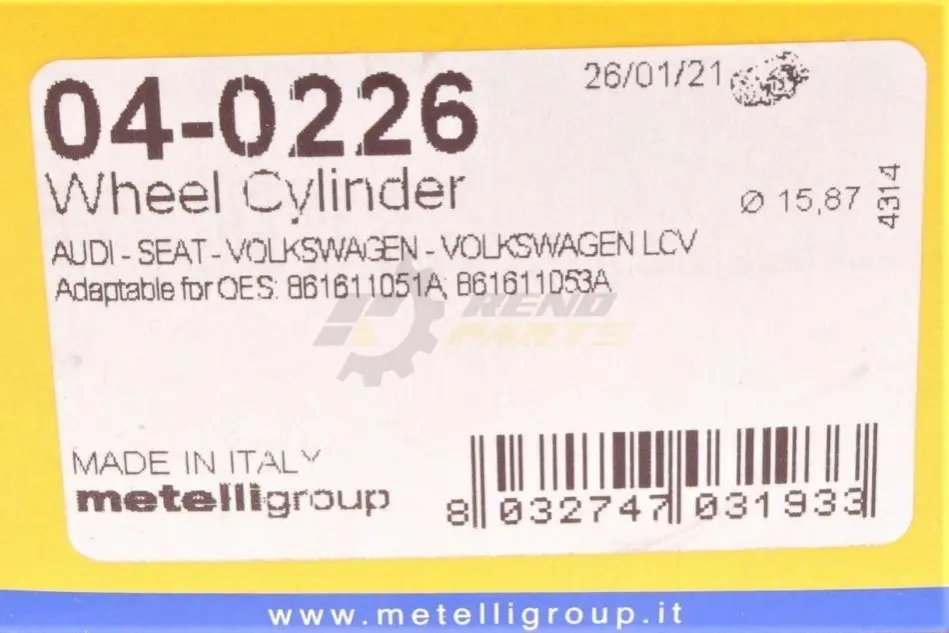 04-0226
26/01/21
Wheel Cylinder
Ø 15,87
4314
AUDI - SEAT - VOLKSWAGEN - VOLKSWAGEN LCV
Adaptable for OES: 861611051A; 861611053A
RENO
PARTS
MADE IN ITALY
metelligroup
8 032747 031933
www.metelligroup.it